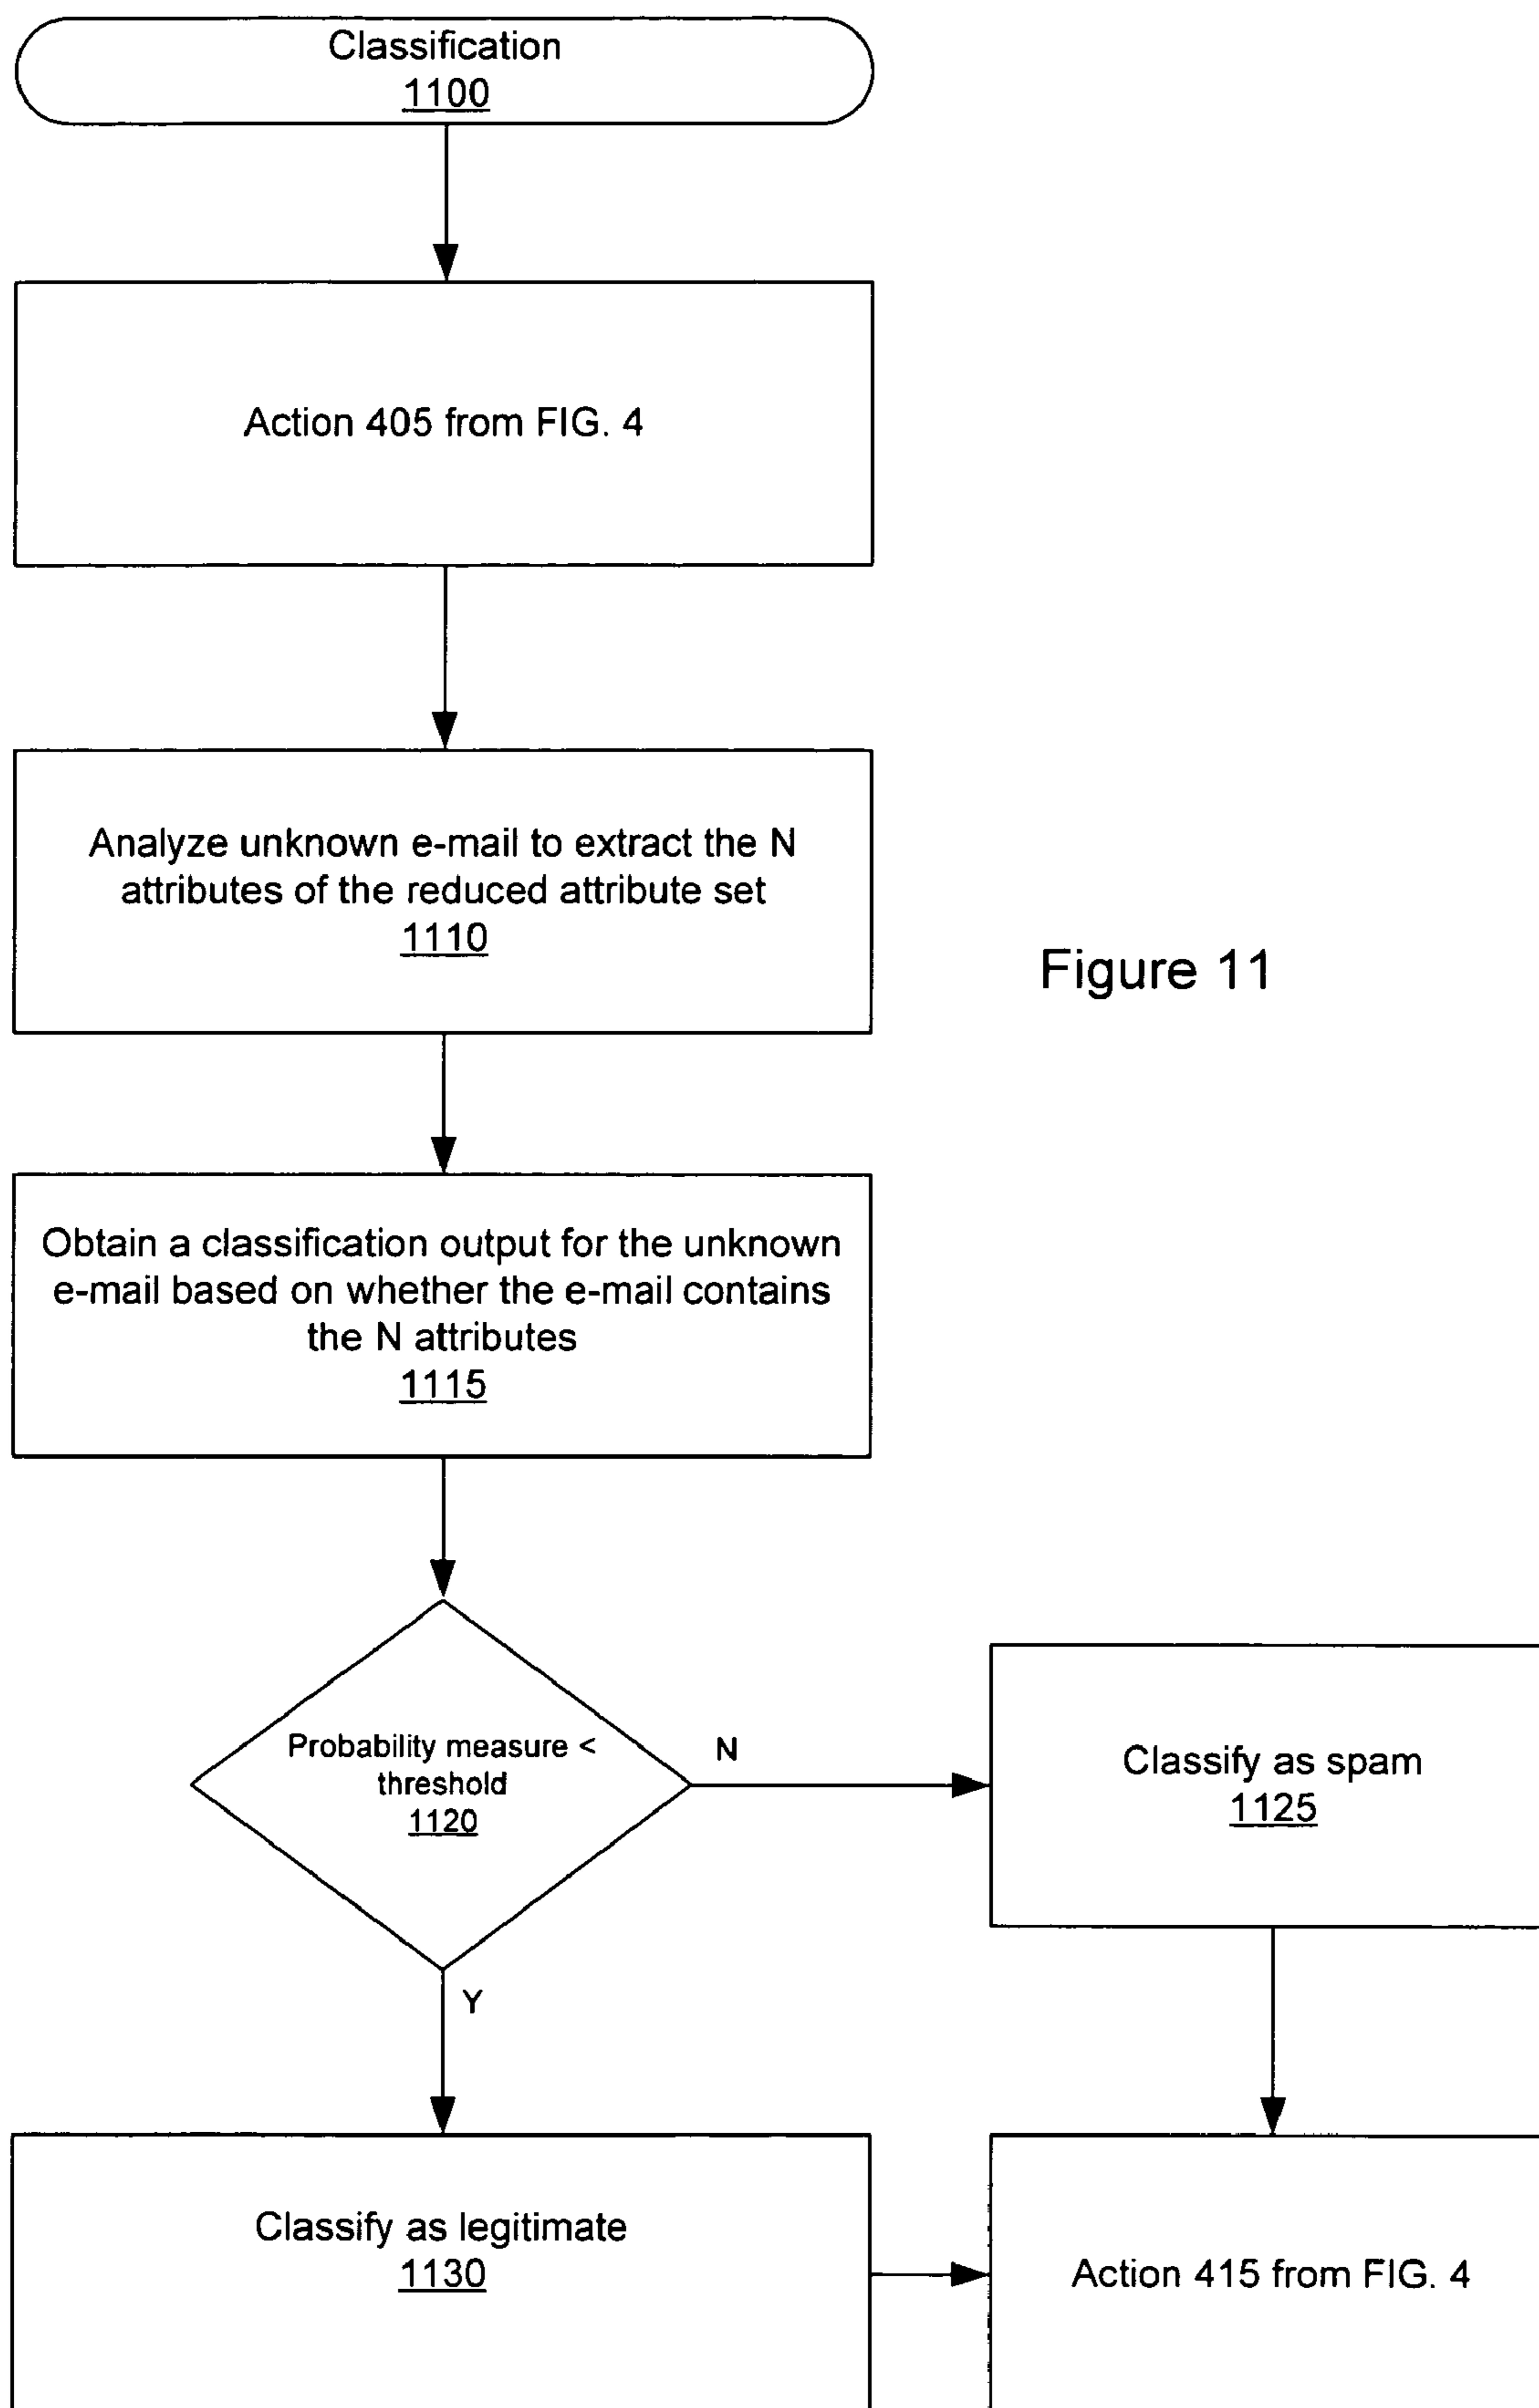 Classification
1100
Action 405 from FIG. 4
Analyze unknown e-mail to extract the N
attributes of the reduced attribute set
1110
Figure 11
Obtain a classification output for the unknown
e-mail based on whether the e-mail contains
the N attributes
1115
Probability measure <
threshold
1120
N
Classify as spam
1125
Y
Classify as legitimate
1130
Action 415 from FIG. 4